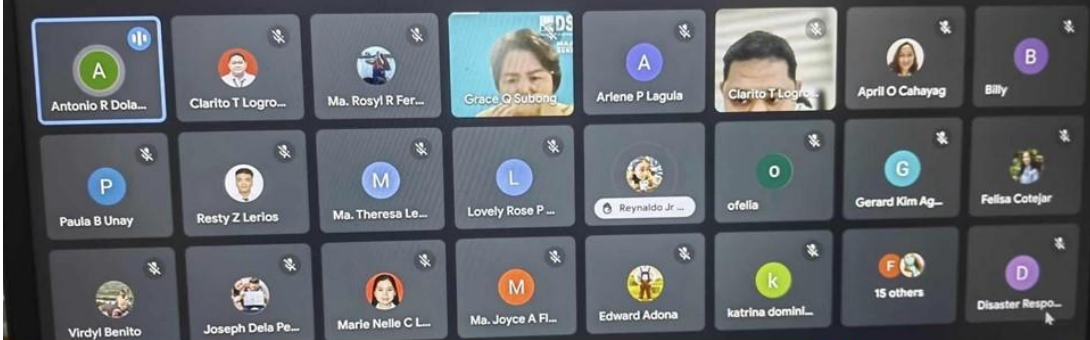 A
Antonio R Dola...
Clarito T Logro...
Ma. Rosyl R Fer...
DS
Grace Q Subong
A
Arlene P Lagula
Clarito T Logro...
April O Cahayag
B
Billy
P
Paula B Unay
Resty Z Lerios
M
Ma. Theresa Le...
L
Lovely Rose P ...
Reynaldo Jr ...
o
ofelia
G
Gerard Kim Ag...
Felisa Cotejar
Virdyl Benito
Joseph Dela Pe...
Marie Nelle C L...
M
Ma. Joyce A Fl...
Edward Adona
k
katrina domini...
F
15 others
D
Disaster Respo...